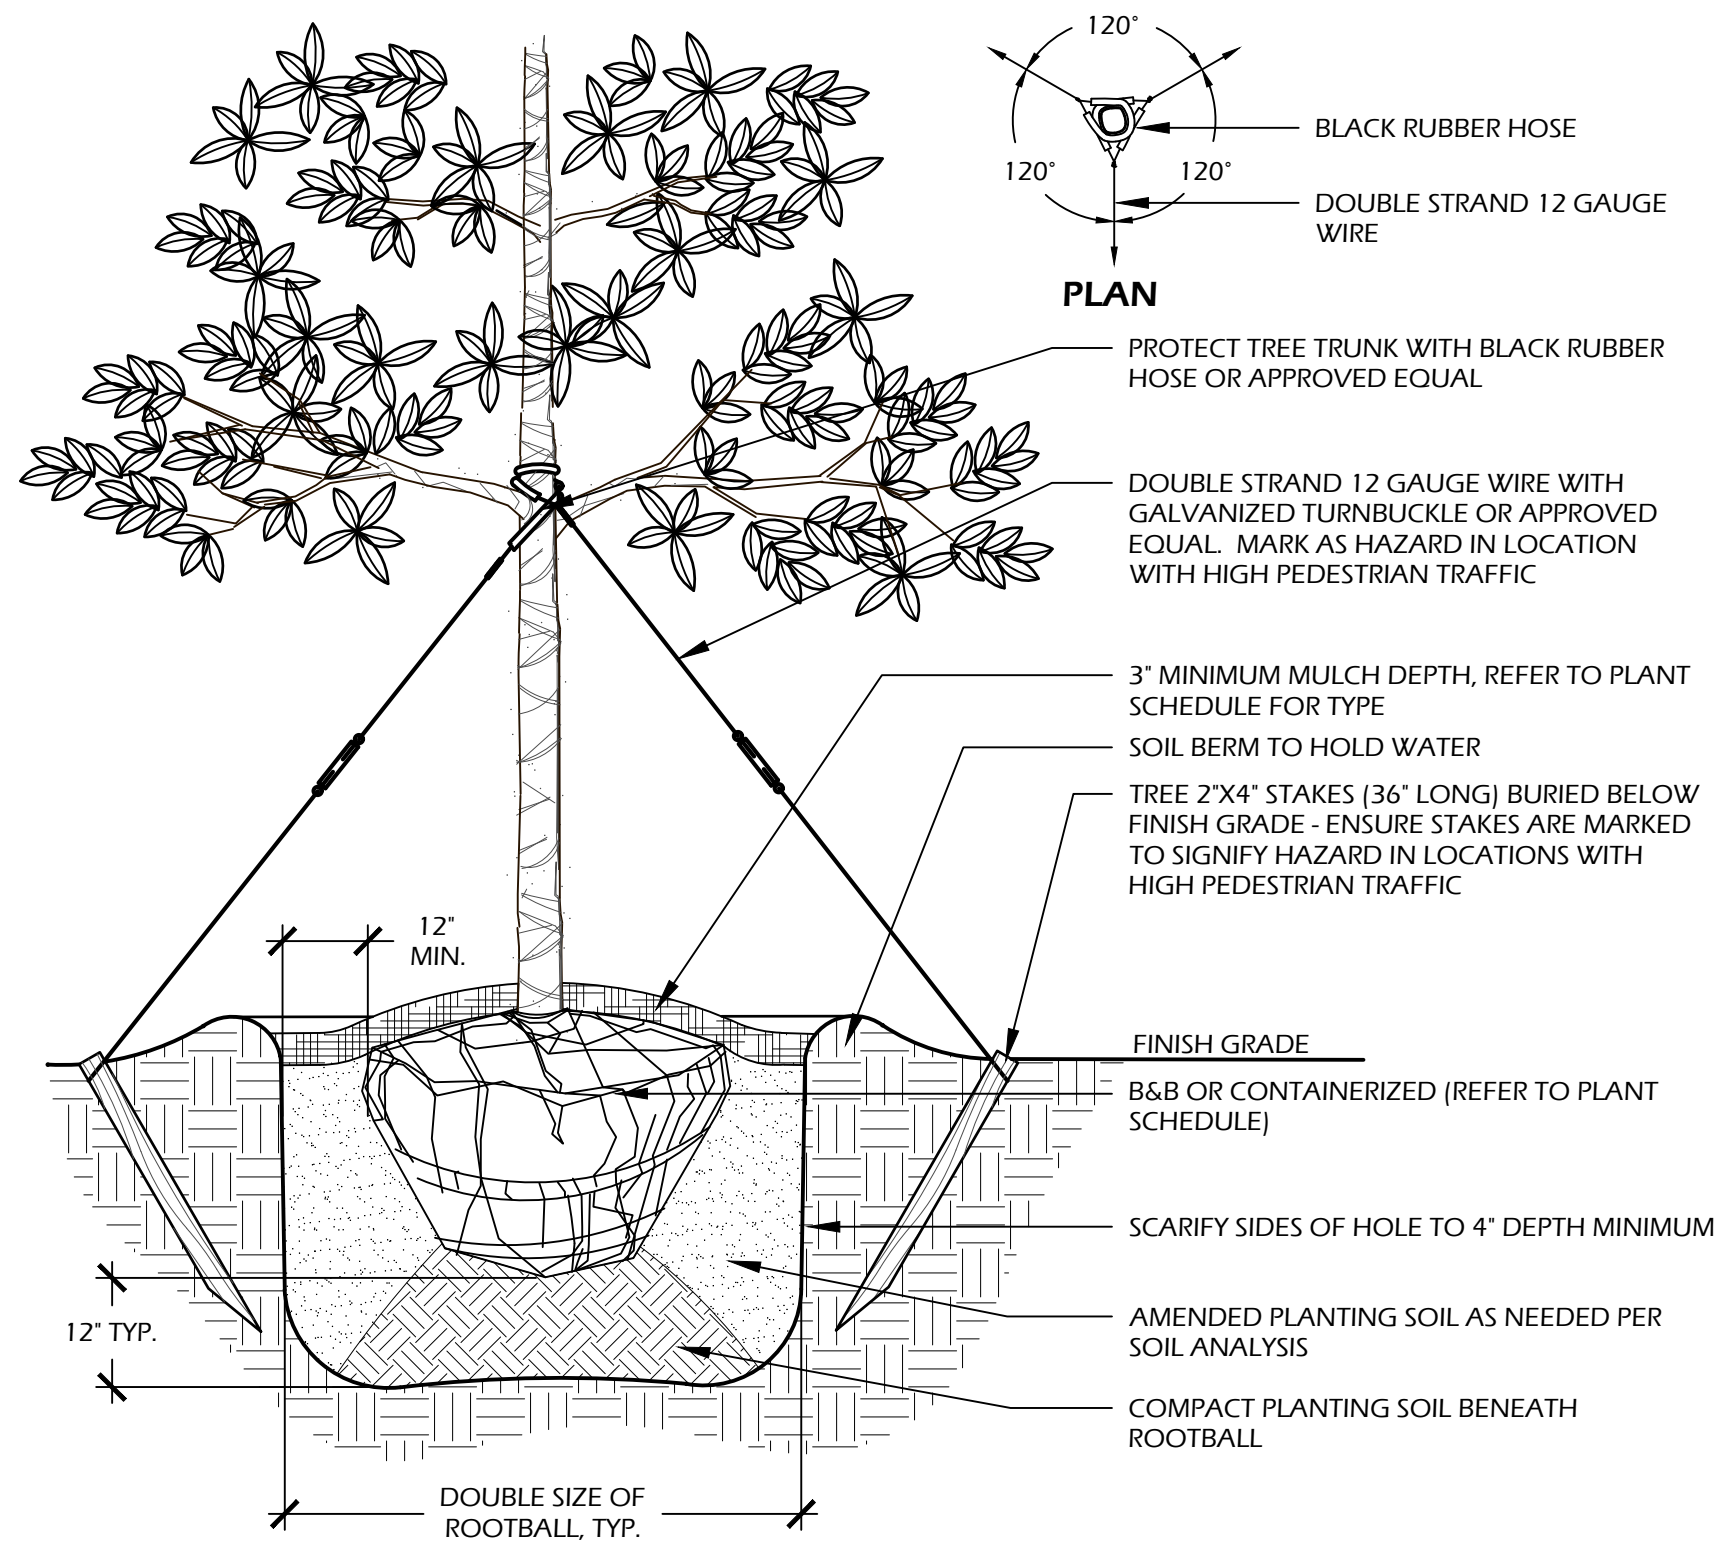 120°
BLACK RUBBER HOSE
120°
120°
DOUBLE STRAND 12 GAUGE
WIRE
PLAN
PROTECT TREE TRUNK WITH BLACK RUBBER
HOSE OR APPROVED EQUAL
DOUBLE STRAND 12 GAUGE WIRE WITH
GALVANIZED TURNBUCKLE OR APPROVED
EQUAL. MARK AS HAZARD IN LOCATION
WITH HIGH PEDESTRIAN TRAFFIC
3" MINIMUM MULCH DEPTH, REFER TO PLANT
SCHEDULE FOR TYPE
SOIL BERM TO HOLD WATER
TREE 2"X4" STAKES (36" LONG) BURIED BELOW
FINISH GRADE - ENSURE STAKES ARE MARKED
TO SIGNIFY HAZARD IN LOCATIONS WITH
HIGH PEDESTRIAN TRAFFIC
12"
MIN.
FINISH GRADE
B&B OR CONTAINERIZED (REFER TO PLANT
SCHEDULE)
SCARIFY SIDES OF HOLE TO 4" DEPTH MINIMUM
12" TYP.
AMENDED PLANTING SOIL AS NEEDED PER
SOIL ANALYSIS
COMPACT PLANTING SOIL BENEATH
ROOTBALL
DOUBLE SIZE OF
ROOTBALL, TYP.